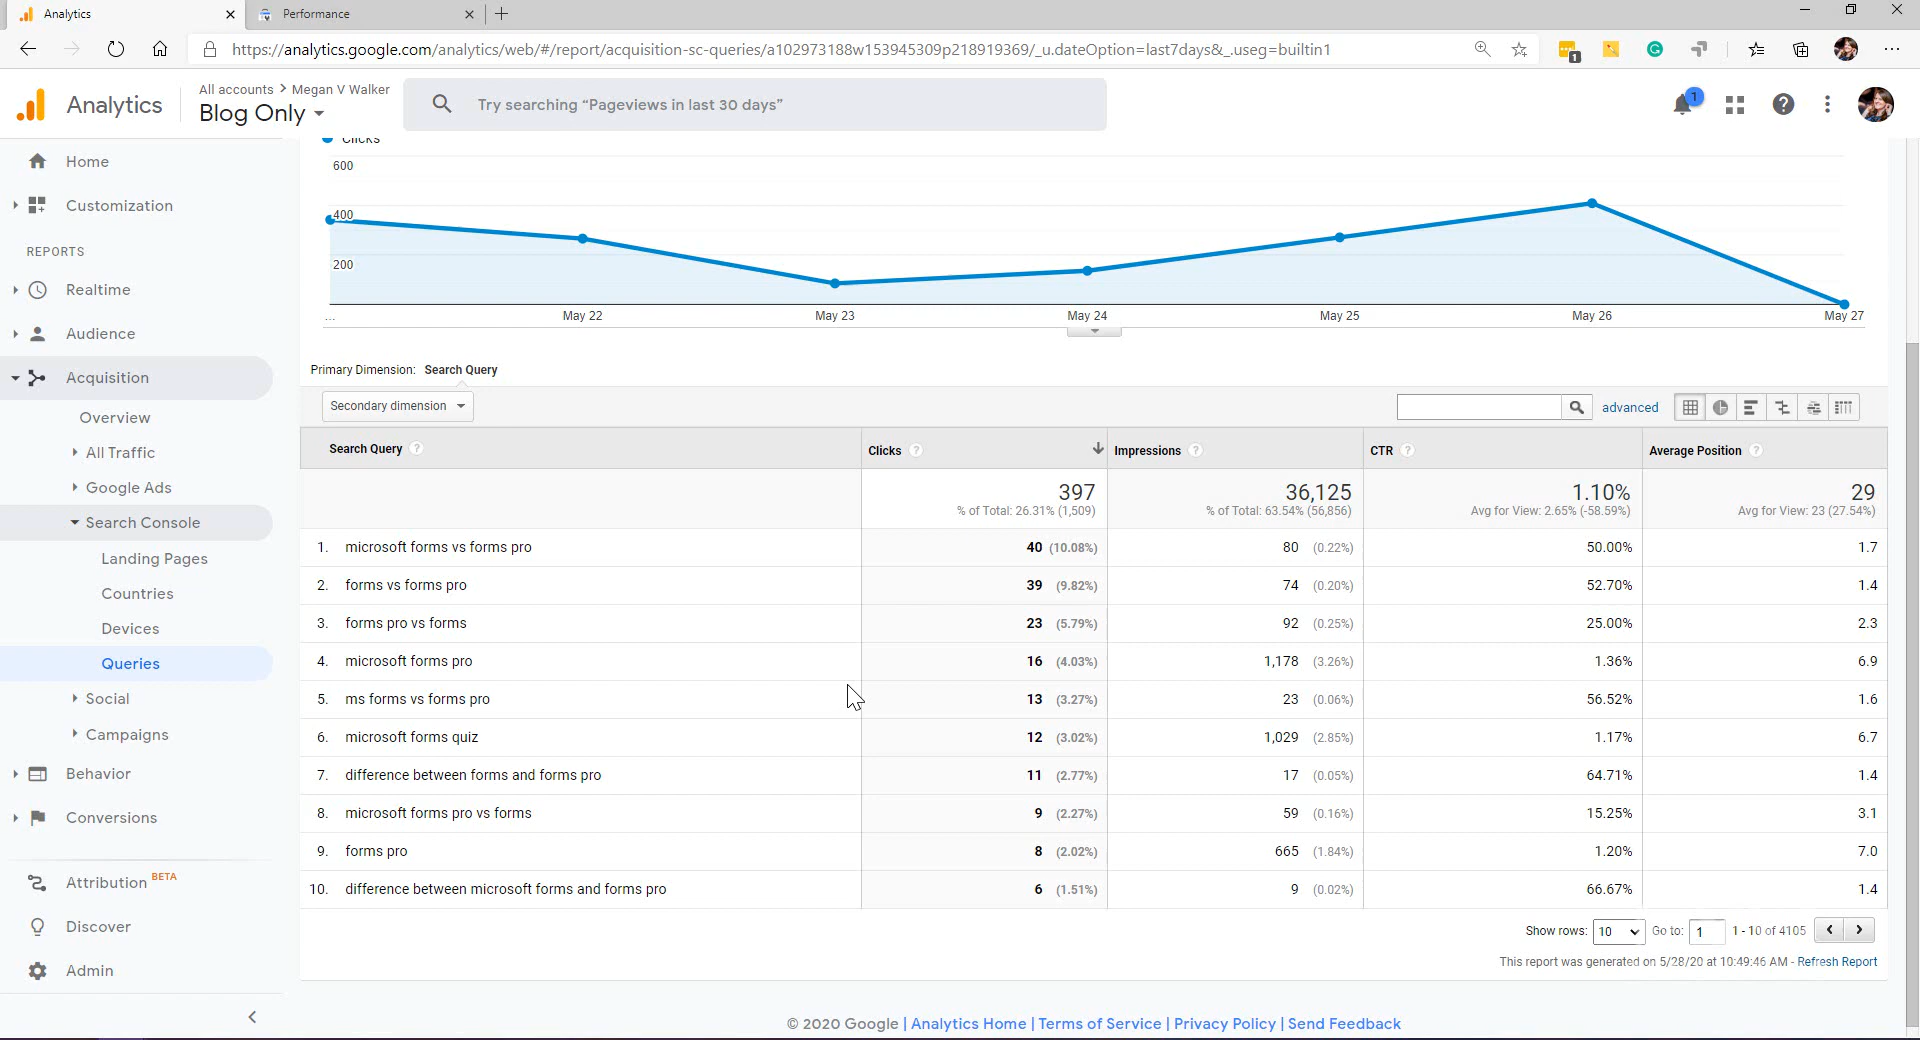 Analytics
Performance
https://analytics.google.com/analytics/web/#/report/acquisition-sc-queries/a102973188w153945309p218919369/_u.dateOption=last7days&_.useg=builtin1
1
Analytics
All accounts > Megan V Walker
Blog Only
Try searching “Pageviews in last 30 days”
1
Home
Customization
REPORTS
Realtime
Audience
Acquisition
Overview
All Traffic
Google Ads
Search Console
Landing Pages
Countries
Devices
Queries
Social
Campaigns
Behavior
Conversions
Attribution BETA
Discover
Admin
Clicks
600
400
200
...
May 22
May 23
May 24
May 25
May 26
May 27
Primary Dimension: Search Query
Secondary dimension
advanced
Search Query ? Clicks ? Impressions ? CTR ? Average Position ?
397 36,125 1.10% 29
% of Total: 26.31% (1,509) % of Total: 63.54% (56,856) Avg for View: 2.65% (-58.59%) Avg for View: 23 (27.54%)
1. microsoft forms vs forms pro 40 (10.08%) 80 (0.22%) 50.00% 1.7
2. forms vs forms pro 39 (9.82%) 74 (0.20%) 52.70% 1.4
3. forms pro vs forms 23 (5.79%) 92 (0.25%) 25.00% 2.3
4. microsoft forms pro 16 (4.03%) 1,178 (3.26%) 1.36% 6.9
5. ms forms vs forms pro 13 (3.27%) 23 (0.06%) 56.52% 1.6
6. microsoft forms quiz 12 (3.02%) 1,029 (2.85%) 1.17% 6.7
7. difference between forms and forms pro 11 (2.77%) 17 (0.05%) 64.71% 1.4
8. microsoft forms pro vs forms 9 (2.27%) 59 (0.16%) 15.25% 3.1
9. forms pro 8 (2.02%) 665 (1.84%) 1.20% 7.0
10. difference between microsoft forms and forms pro 6 (1.51%) 9 (0.02%) 66.67% 1.4
Show rows: 10 Go to: 1 1 - 10 of 4105
This report was generated on 5/28/20 at 10:49:46 AM - Refresh Report
© 2020 Google | Analytics Home | Terms of Service | Privacy Policy | Send Feedback